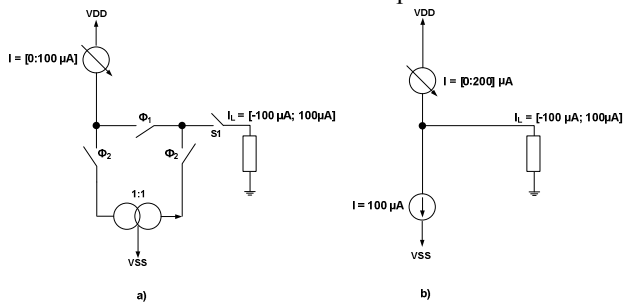 VDD
I = [0:100 µA]
Φ1
S1
IL = [-100 µA; 100µA]
Φ2
Φ2
1:1
VSS
a)
VDD
I = [0:200] µA
IL = [-100 µA; 100µA]
I = 100 µA
VSS
b)